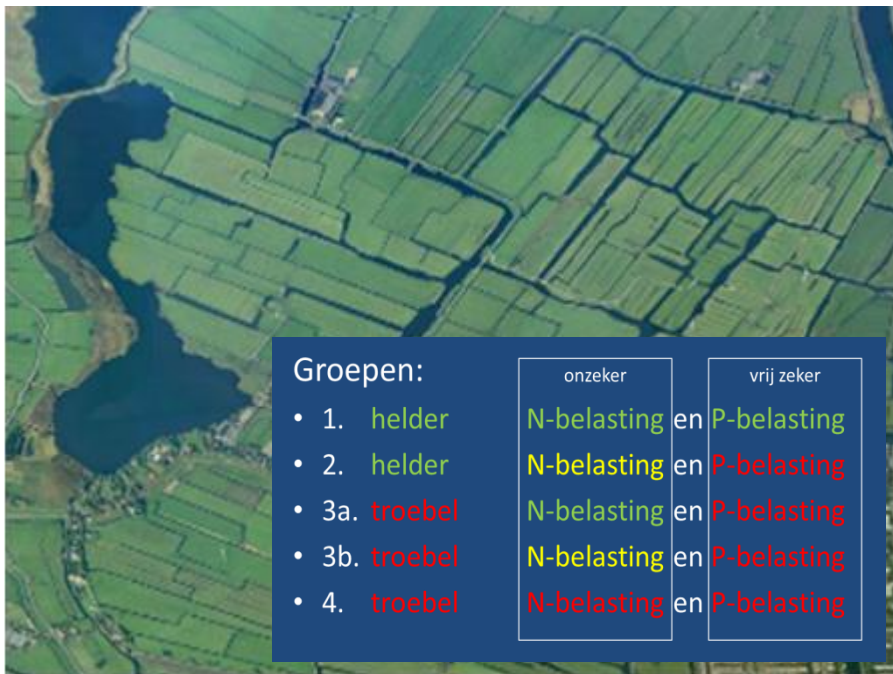 Groepen:
onzeker vrij zeker
• 1. helder N-belasting en P-belasting
• 2. helder N-belasting en P-belasting
• 3a. troebel N-belasting en P-belasting
• 3b. troebel N-belasting en P-belasting
• 4. troebel N-belasting en P-belasting